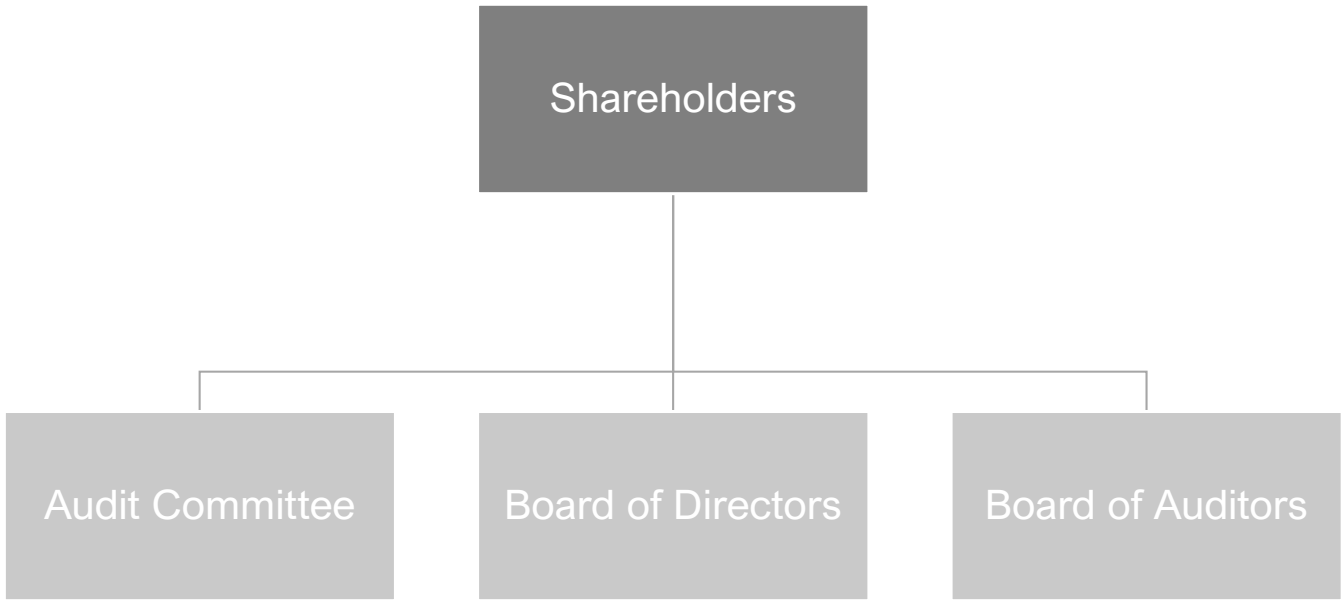 Shareholders
Audit Committee
Board of Directors
Board of Auditors